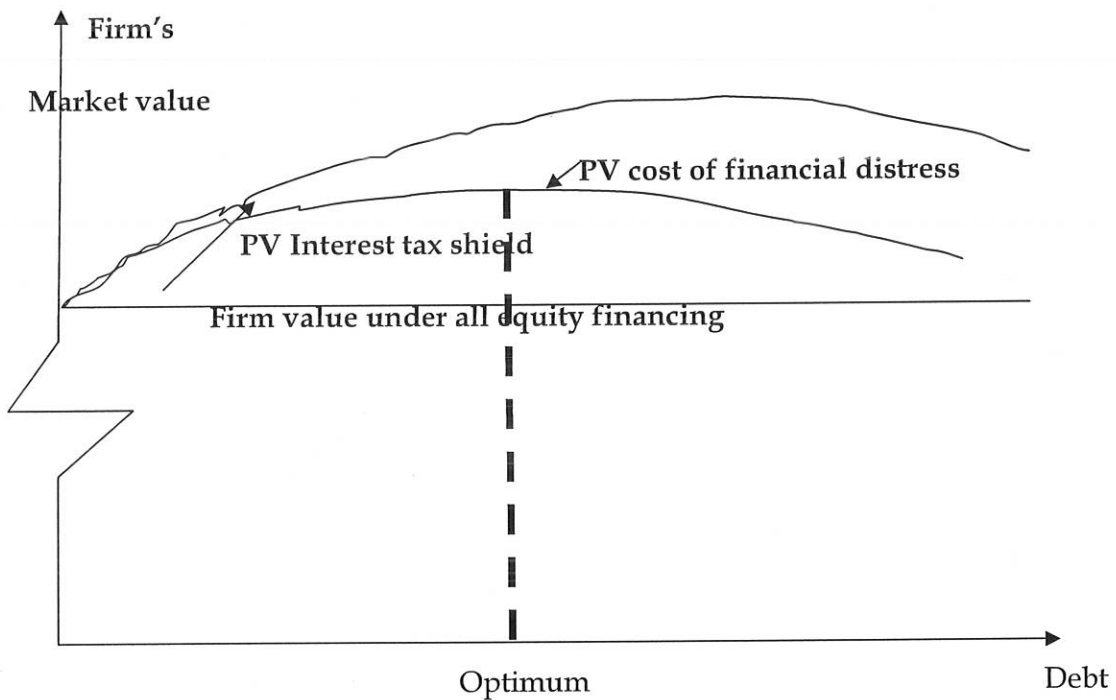 Firm's
Market value
PV cost of financial distress
PV Interest tax shield
Firm value under all equity financing
Optimum
Debt